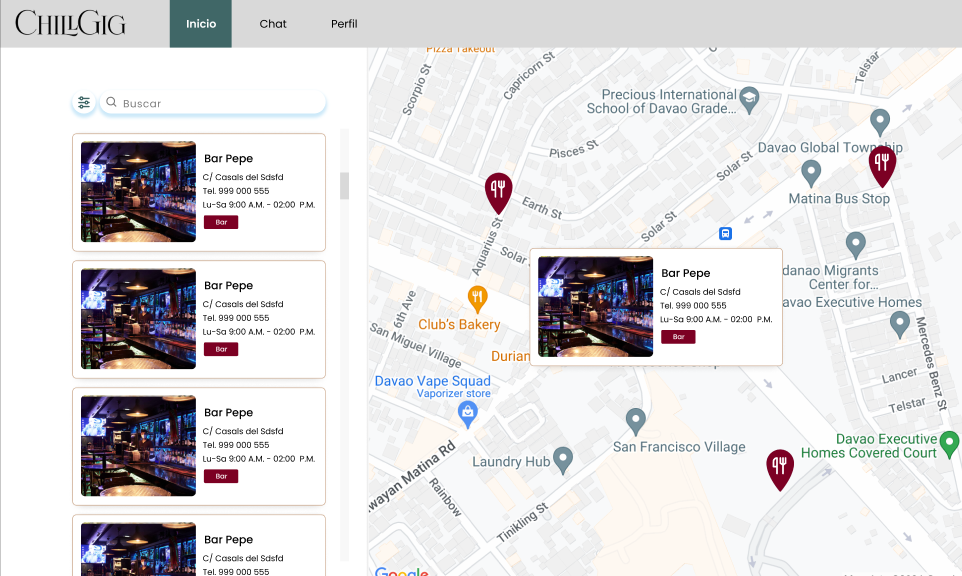 CHILLGIG
Inicio
Chat
Perfil
Buscar
Bar Pepe
C/ Casals del Sdsfd
Tel. 999 000 555
Lu-Sa 9:00 A.M. - 02:00 P.M.
Bar
Bar Pepe
C/ Casals del Sdsfd
Tel. 999 000 555
Lu-Sa 9:00 A.M. - 02:00 P.M.
Bar
Bar Pepe
C/ Casals del Sdsfd
Tel. 999 000 555
Lu-Sa 9:00 A.M. - 02:00 P.M.
Bar
Bar Pepe
C/ Casals del Sdsfd
Tel. 999 000 555
Pizza Takeout
Scorpio St
Capricorn St
Telstar
Precious International
School of Davao Grade...
Pisces St
Solar St
Davao Global Township
Matina Bus Stop
Earth St
Aquarius St
Solar
Solar St
danao Migrants
Center for...
avao Executive Homes
Bar Pepe
C/ Casals del Sdsfd
Tel. 999 000 555
Lu-Sa 9:00 A.M. - 02:00 P.M.
Bar
6th Ave
Club's Bakery
San Miguel Village
Durian
Mercedes Benz St
Lancer
Telstar
Davao Vape Squad
Vaporizer store
San Francisco Village
Davao Executive
Homes Covered Court
Laundry Hub
wayan Matina Rd
Rainbow
Tinikling St
Google